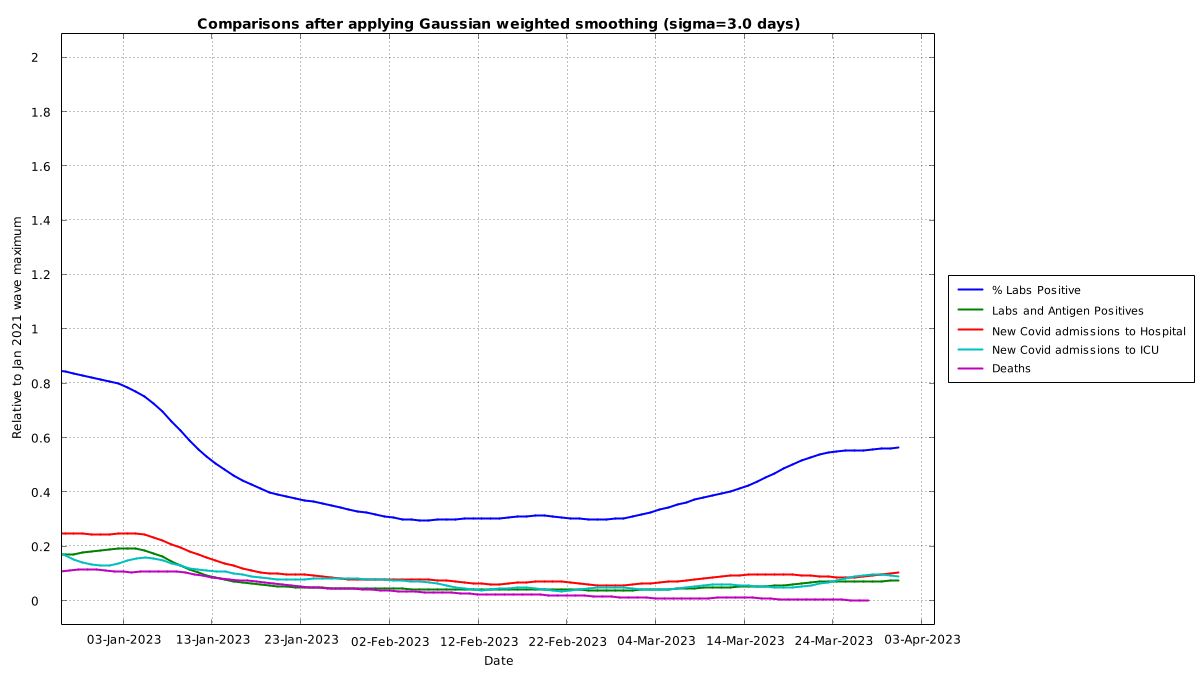 Comparisons after applying Gaussian weighted smoothing (sigma=3.0 days)
2
1.8
1.6
1.4
1.2
1
0.8
0.6
0.4
0.2
0
Relative to Jan 2021 wave maximum
03-Jan-2023 13-Jan-2023 23-Jan-2023 02-Feb-2023 12-Feb-2023 22-Feb-2023 04-Mar-2023 14-Mar-2023 24-Mar-2023 03-Apr-2023
Date
% Labs Positive
Labs and Antigen Positives
New Covid admissions to Hospital
New Covid admissions to ICU
Deaths